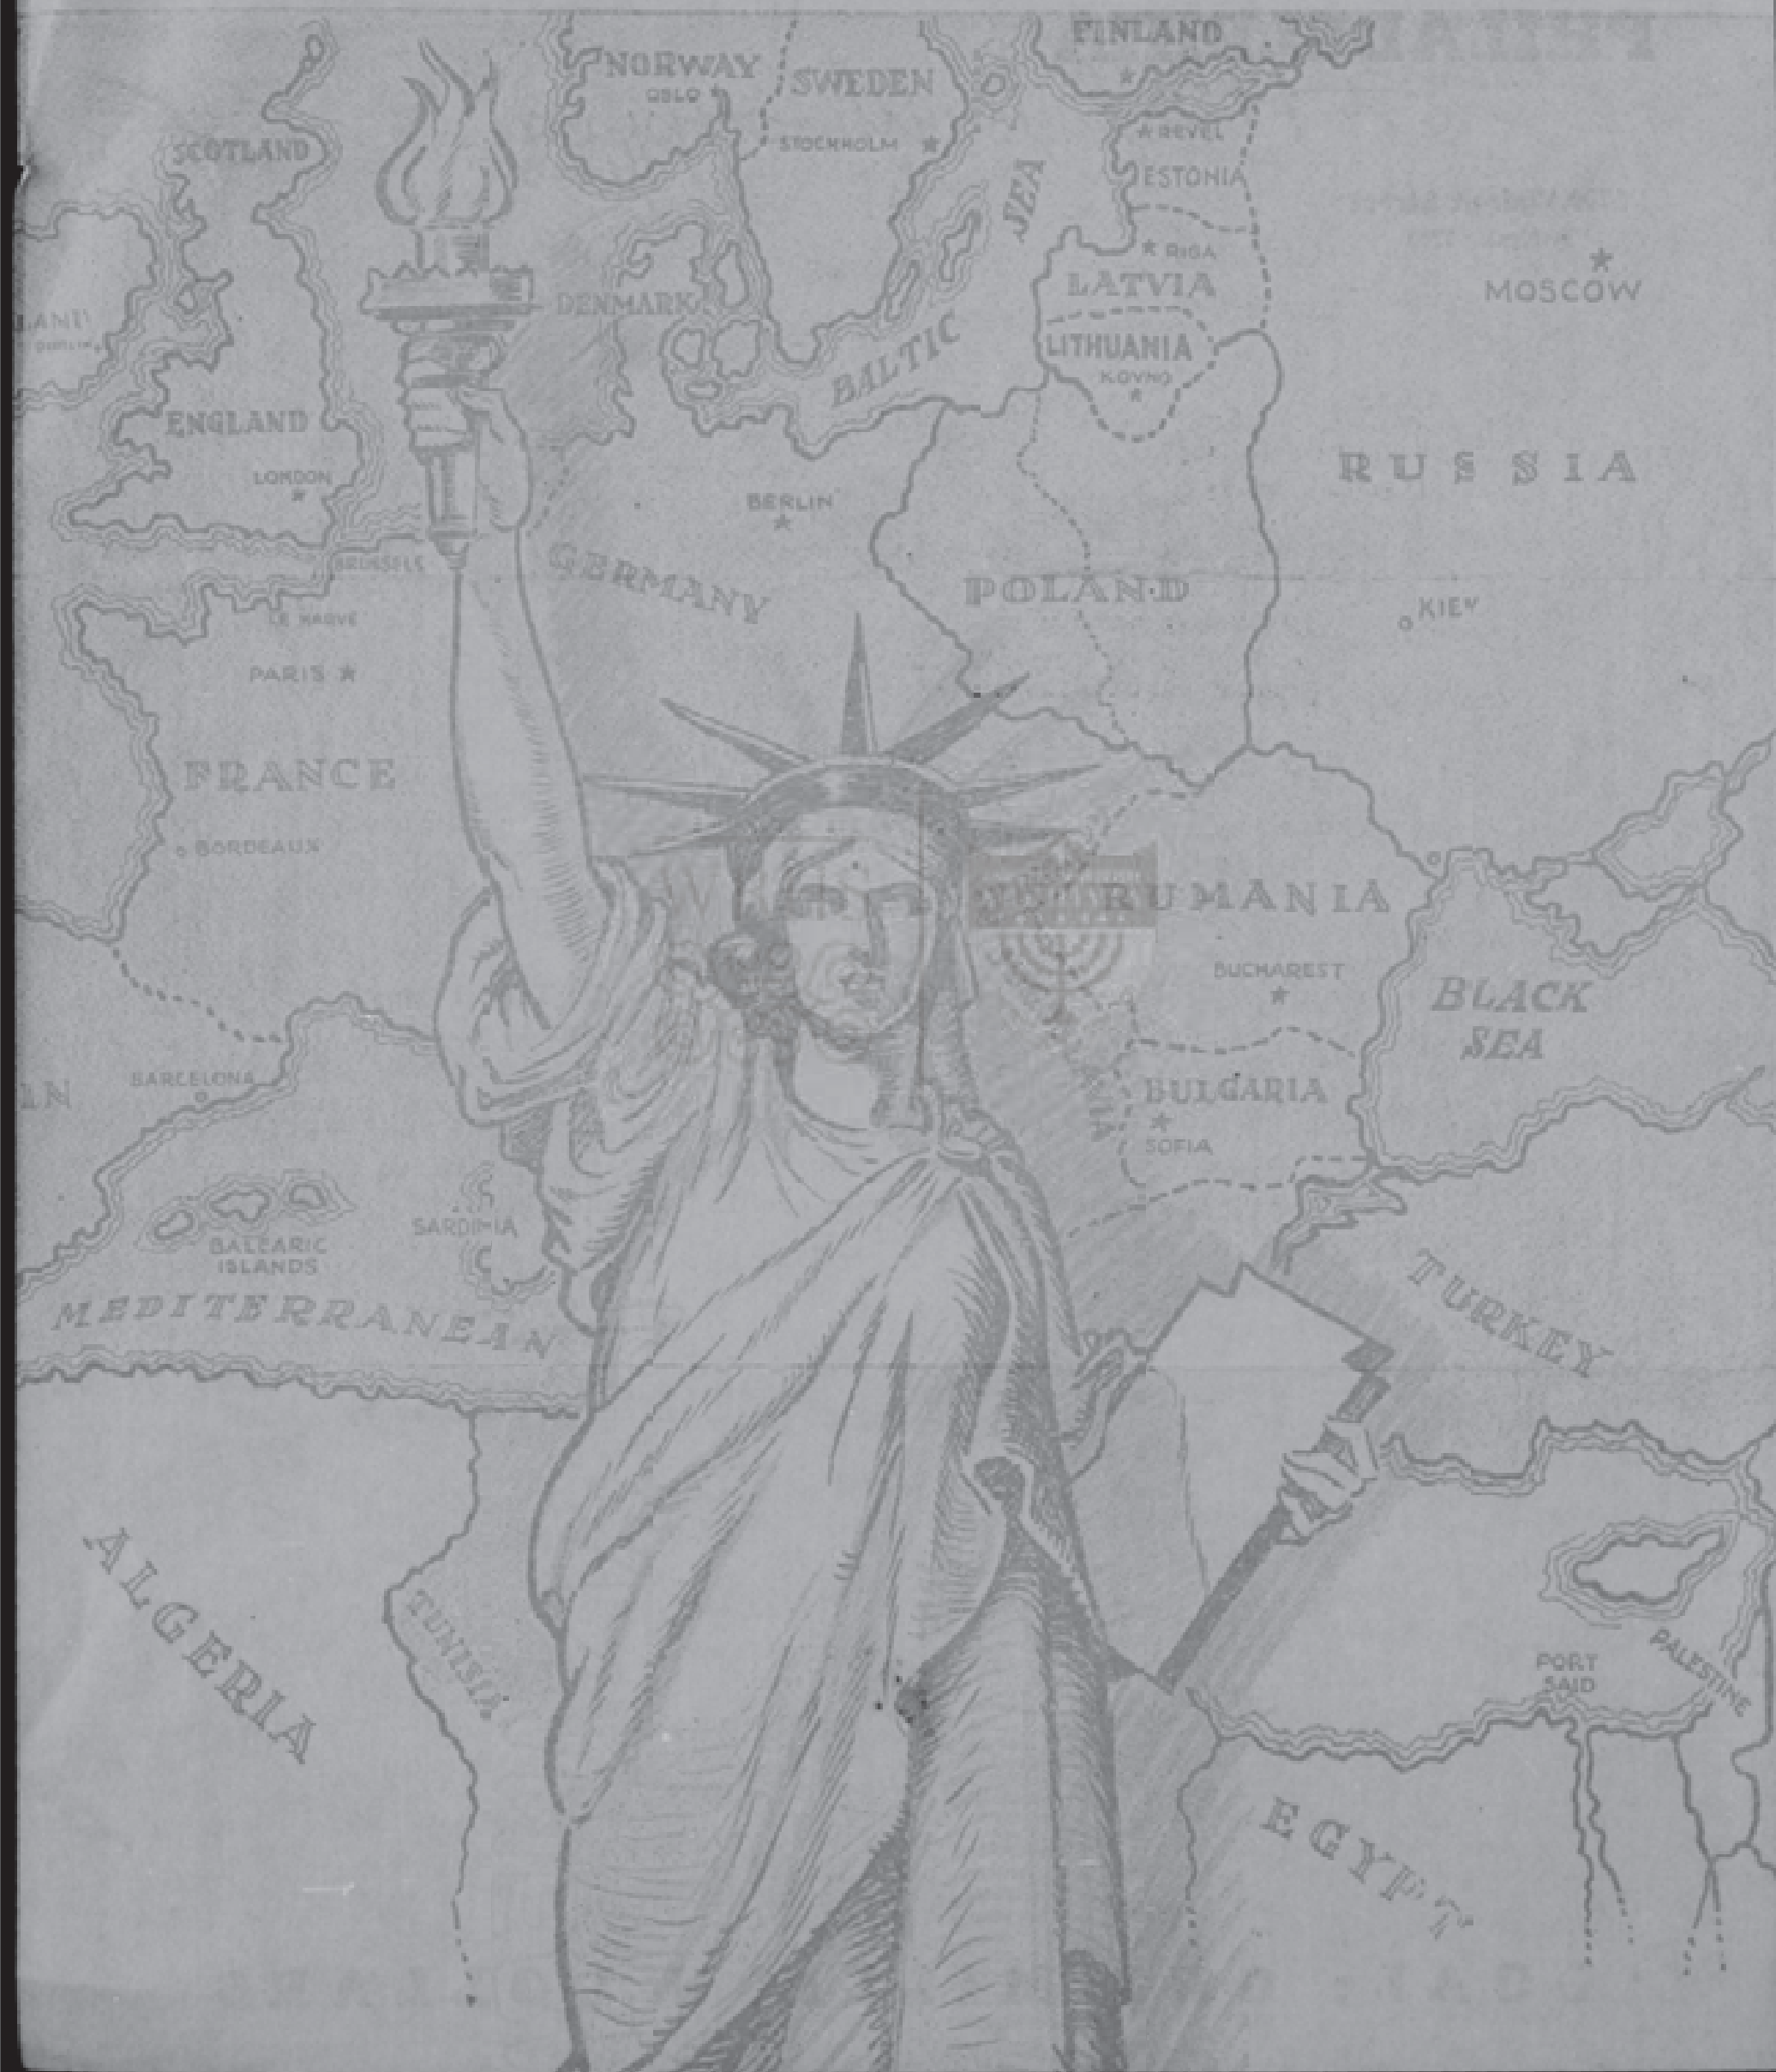 FINLAND
NORWAY
OSLO
SWEDEN
STOCKHOLM
REVEL
ESTONIA
SCOTLAND
SEA
RIGA
LATVIA
MOSCOW
DENMARK
LITHUANIA
KOVNO
BALTIC
DUBLIN
ENGLAND
LONDON
RUSSIA
BERLIN
GERMANY
BRUSSELS
POLAND
KIEV
LE HARVE
PARIS
FRANCE
BORDEAUX
RUMANIA
BUCHAREST
BLACK
SEA
BARCELONA
BULGARIA
SOFIA
SARDINIA
BALEARIC
ISLANDS
MEDITERRANEAN
TURKEY
ALGERIA
TUNISIA
PORT
SAID
PALESTINE
EGYPT